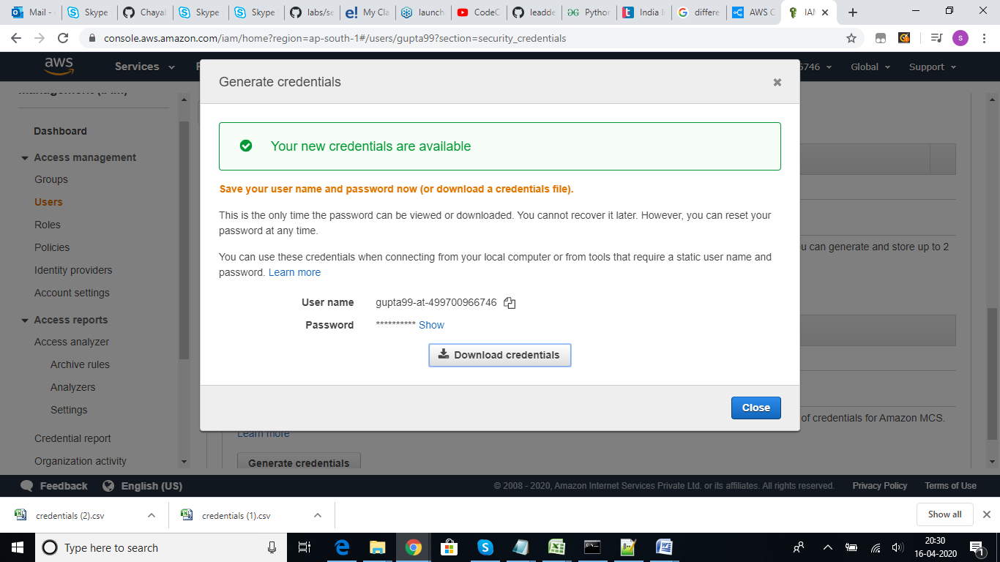 Mail -
Skype
Chayab
Skype
Skype
labs/se
My Cla
launch
CodeC
leadde
Python
India I
differe
AWS C
IAM
console.aws.amazon.com/iam/home?region=ap-south-1#/users/gupta99?section=security_credentials
s
aws
Services
6746
Global
Support
Generate credentials
Dashboard
Access management
Groups
Users
Roles
Policies
Identity providers
Account settings
Access reports
Access analyzer
Archive rules
Analyzers
Settings
Credential report
Organization activity
Your new credentials are available
Save your user name and password now (or download a credentials file).
This is the only time the password can be viewed or downloaded. You cannot recover it later. However, you can reset your
password at any time.
You can use these credentials when connecting from your local computer or from tools that require a static user name and
password. Learn more
User name gupta99-at-499700966746
Password ********** Show
Download credentials
Close
u can generate and store up to 2
of credentials for Amazon MCS.
Learn more
Generate credentials
Feedback
English (US)
© 2008 - 2020, Amazon Internet Services Private Ltd. or its affiliates. All rights reserved.
Privacy Policy
Terms of Use
credentials (2).csv
credentials (1).csv
Show all
Type here to search
20:30
16-04-2020
1